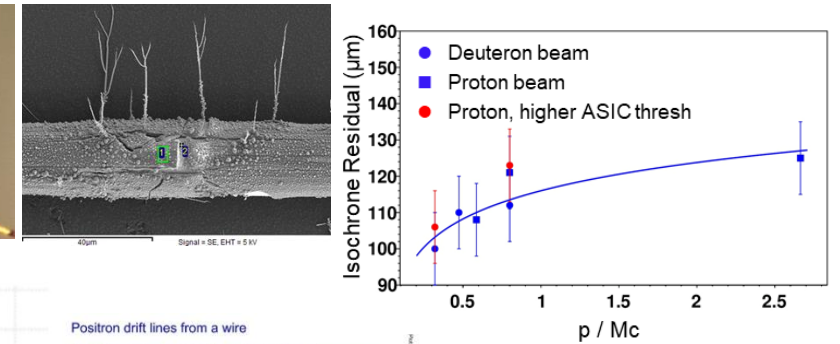 1
2
40μm
Signal = SE, EHT = 5 kV
Positron drift lines from a wire
Isochrone Residual (μm)
160
150
140
130
120
110
100
90
Deuteron beam
Proton beam
Proton, higher ASIC thresh
0.5
1
1.5
2
2.5
p / Mc